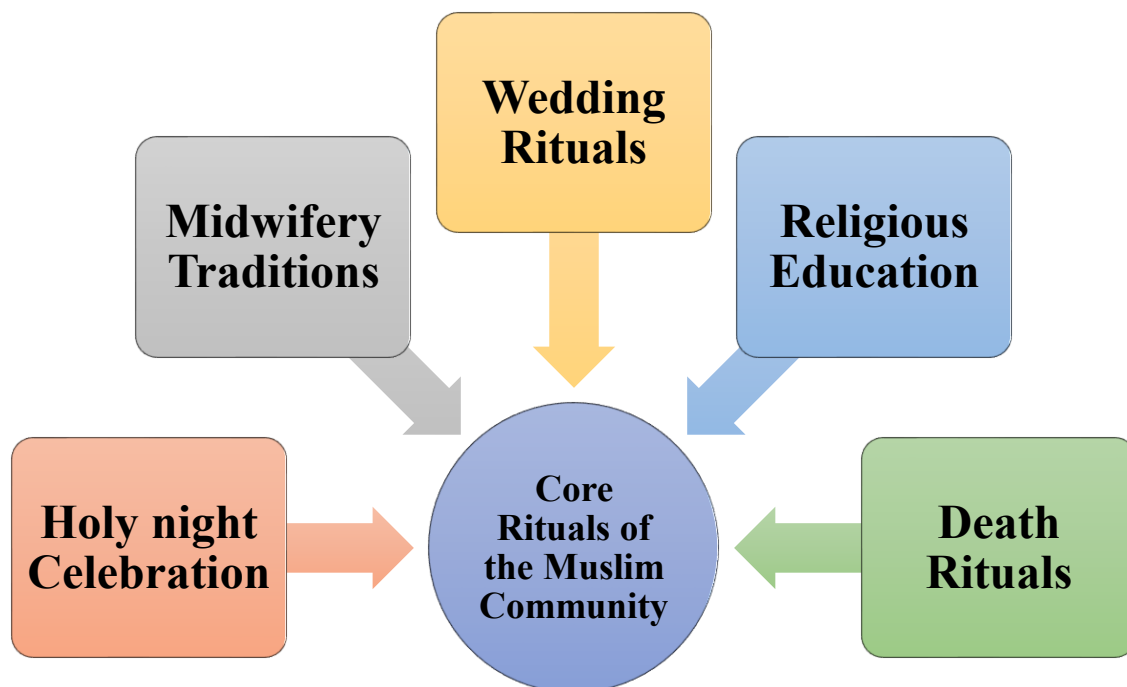 Wedding
Rituals
Midwifery
Traditions
Religious
Education
Holy night
Celebration
Core
Rituals of
the Muslim
Community
Death
Rituals